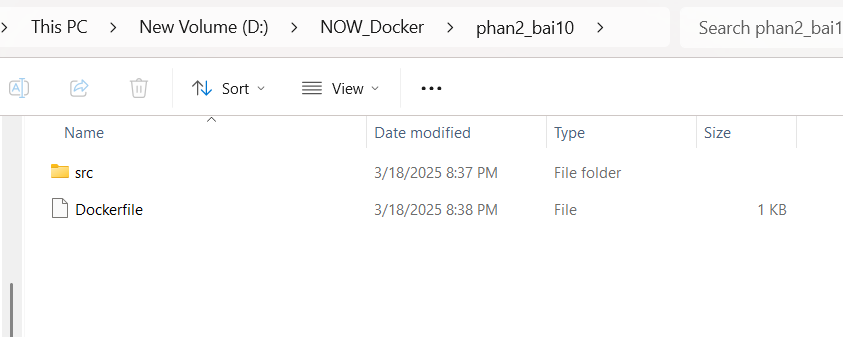 This PC > New Volume (D:) > NOW_Docker > phan2_bai10 > Search phan2_bai1
Sort View ...
Name Date modified Type Size
src 3/18/2025 8:37 PM File folder
Dockerfile 3/18/2025 8:38 PM File 1 KB